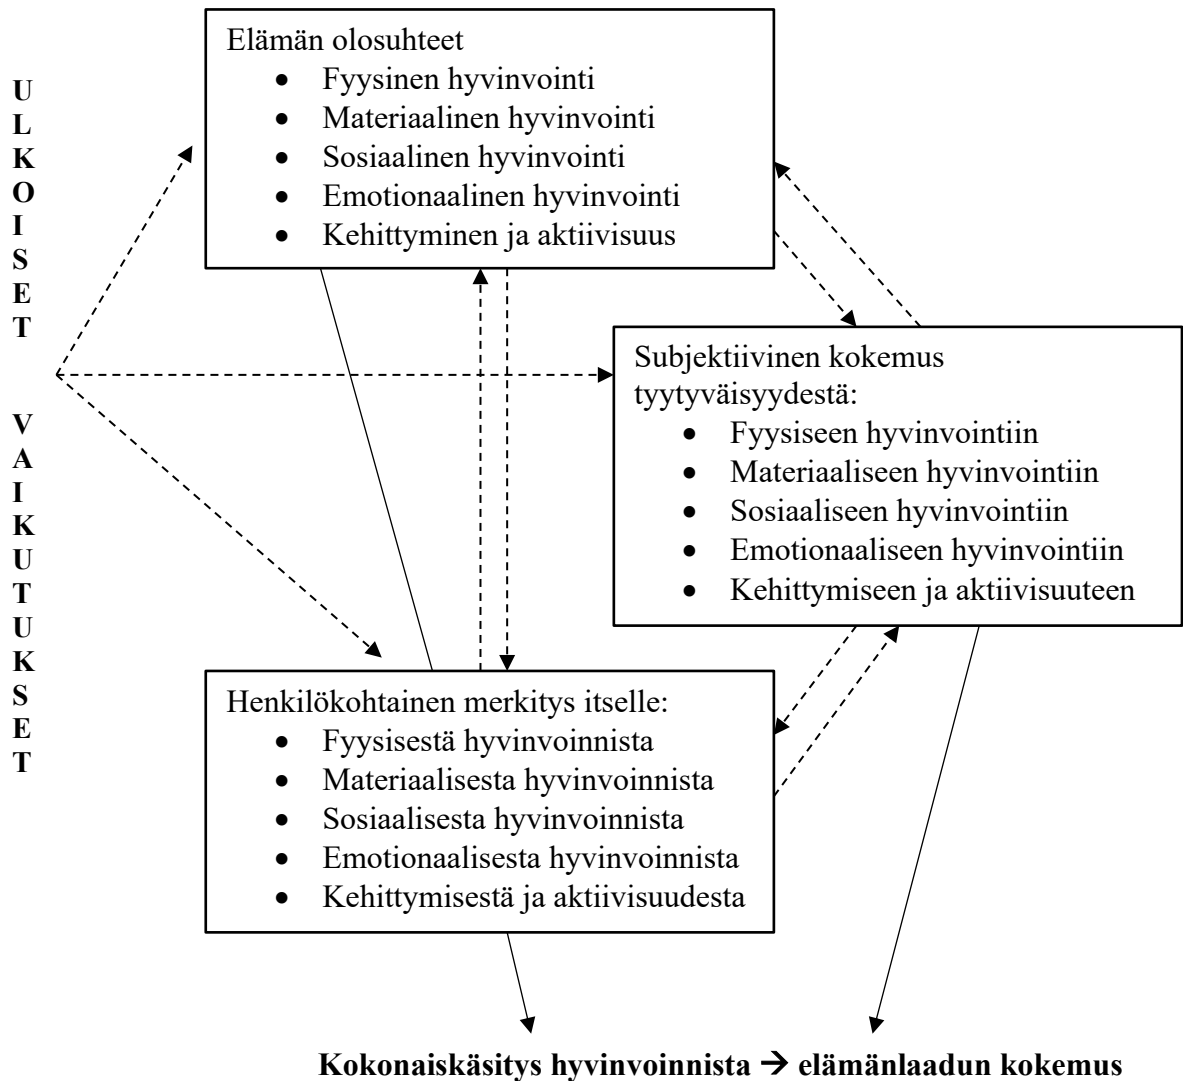 ULKOISET VAIKUTUKSET
Elämän olosuhteet
• Fyysinen hyvinvointi
• Materiaalinen hyvinvointi
• Sosiaalinen hyvinvointi
• Emotionaalinen hyvinvointi
• Kehittyminen ja aktiivisuus
Subjektiivinen kokemus
tyytyväisyydestä:
• Fyysiseen hyvinvointiin
• Materiaaliseen hyvinvointiin
• Sosiaaliseen hyvinvointiin
• Emotionaaliseen hyvinvointiin
• Kehittymiseen ja aktiivisuuteen
Henkilökohtainen merkitys itselle:
• Fyysisestä hyvinvoinnista
• Materiaalisesta hyvinvoinnista
• Sosiaalisesta hyvinvoinnista
• Emotionaalisesta hyvinvoinnista
• Kehittymisestä ja aktiivisuudesta
Kokonaiskäsitys hyvinvoinnista → elämänlaadun kokemus